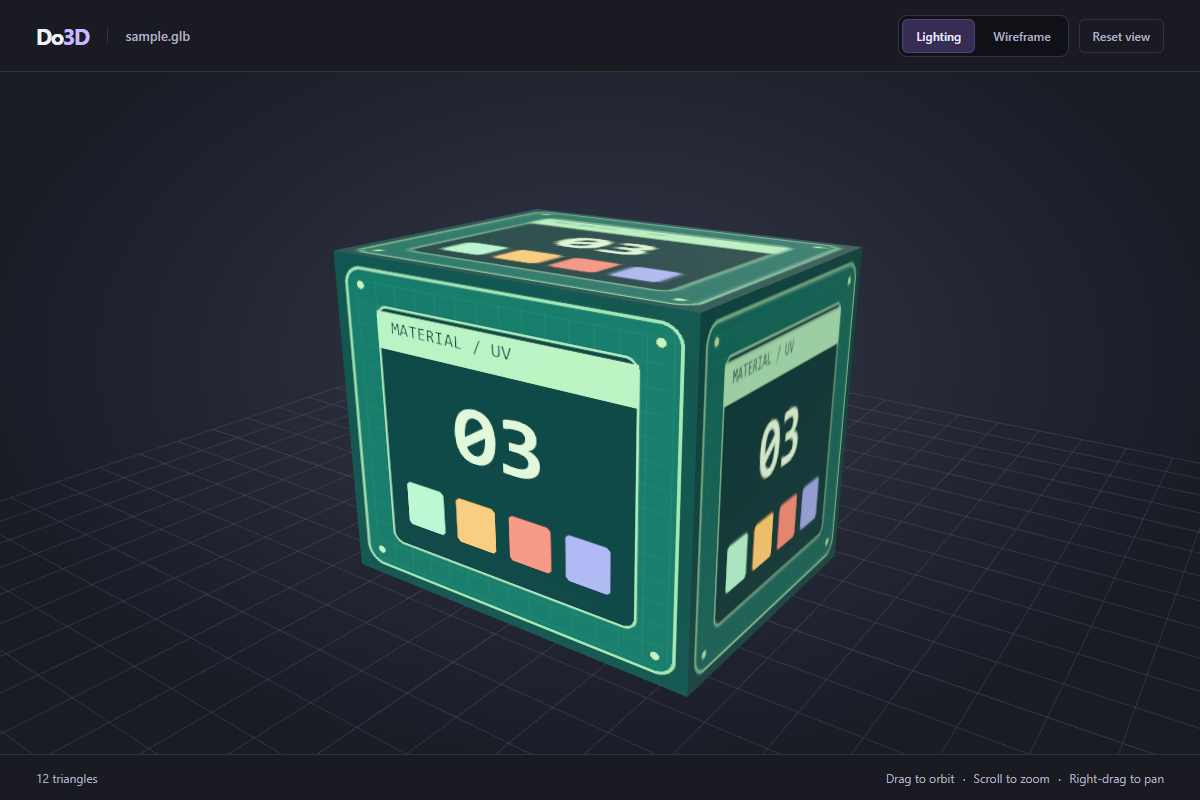 Do3D
sample.glb
Lighting
Wireframe
Reset view
03
MATERIAL / UV
03
MATERIAL / UV
03
12 triangles
Drag to orbit · Scroll to zoom · Right-drag to pan